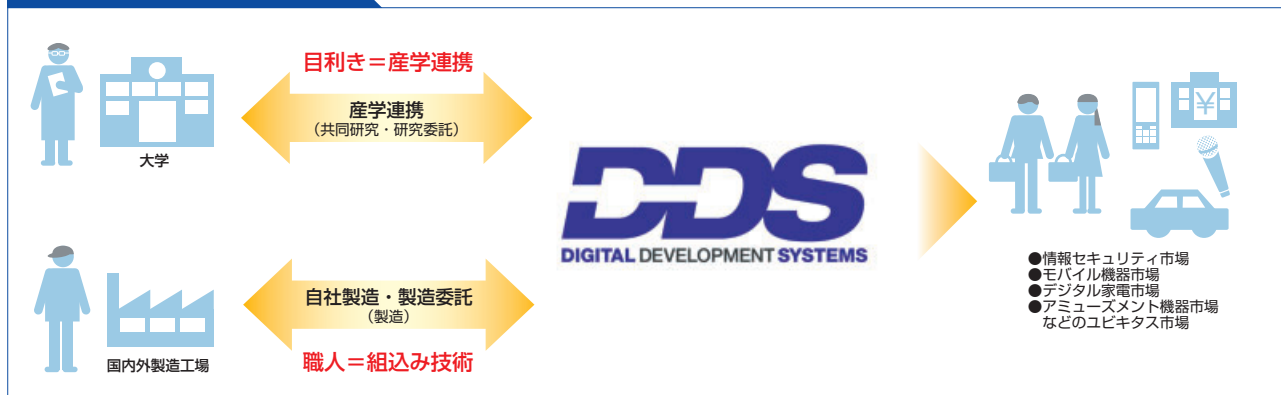 目利き＝産学連携
産学連携
（共同研究・研究委託）
大学
DDS
DIGITAL DEVELOPMENT SYSTEMS
¥
自社製造・製造委託
（製造）
職人＝組込み技術
国内外製造工場
●情報セキュリティ市場
●モバイル機器市場
●デジタル家電市場
●アミューズメント機器市場
などのユビキタス市場